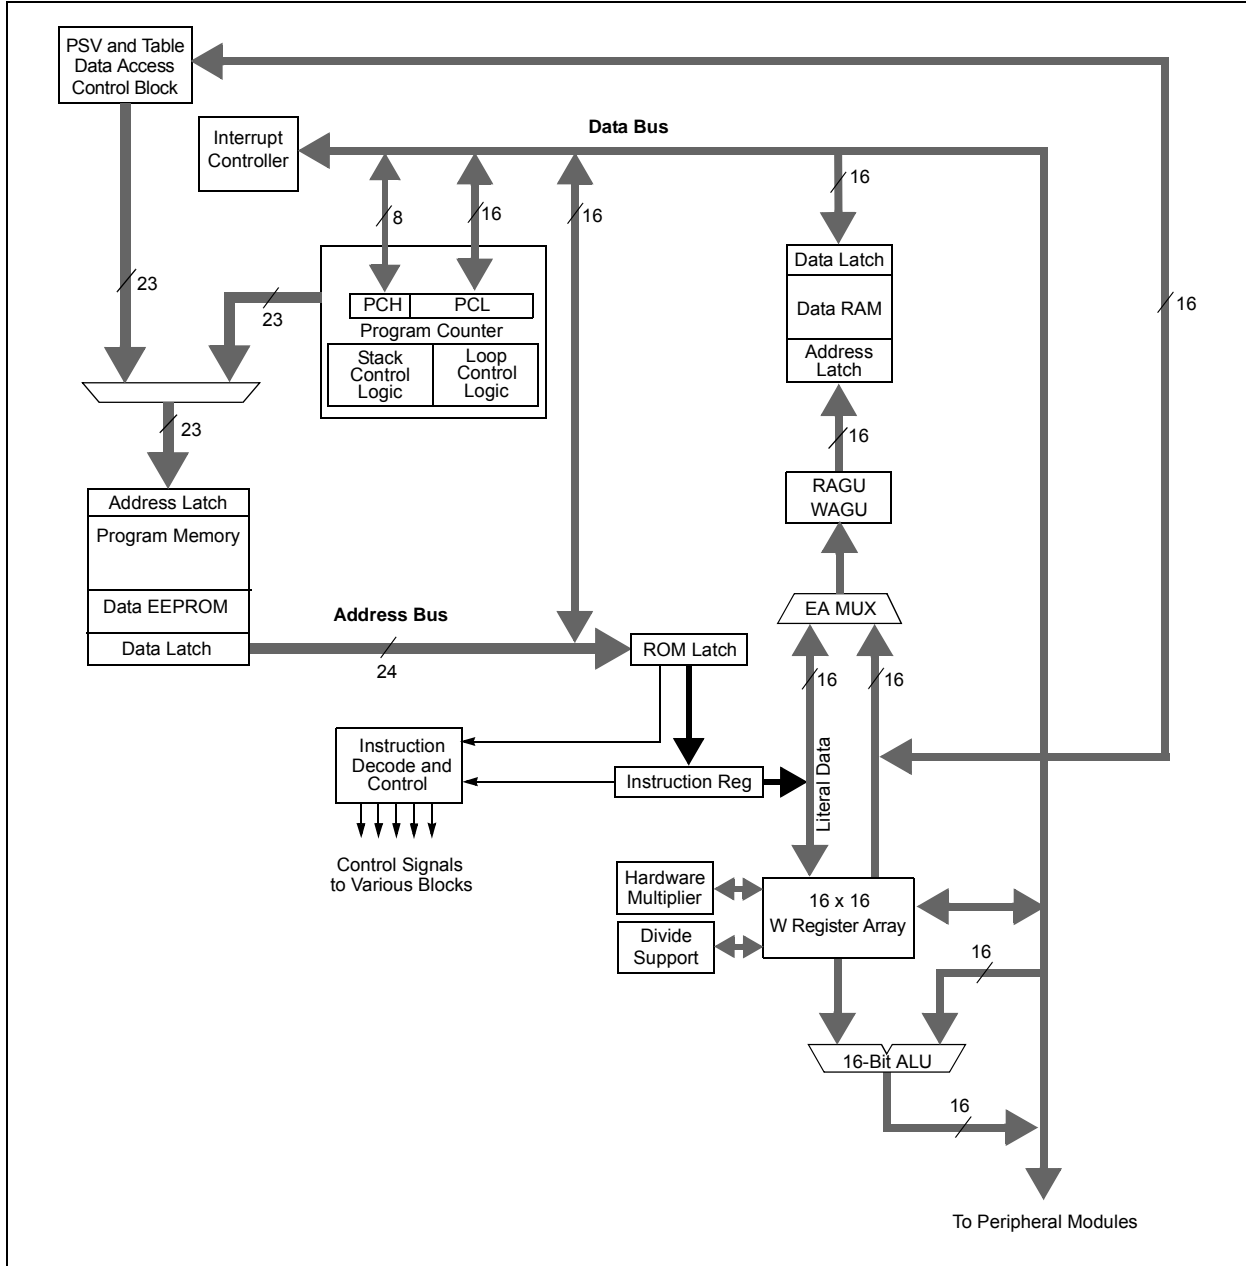 PSV and Table
Data Access
Control Block
Data Bus
Interrupt
Controller
16
8
16
16
23
23
16
Data Latch
PCH
PCL
Data RAM
Program Counter
Stack
Control
Logic
Loop
Control
Logic
Address
Latch
23
16
RAGU
WAGU
Address Latch
Program Memory
Data EEPROM
Data Latch
Address Bus
24
EA MUX
ROM Latch
16
16
Instruction
Decode and
Control
Instruction Reg
Literal Data
Control Signals
to Various Blocks
Hardware
Multiplier
16 x 16
W Register Array
Divide
Support
16
16-Bit ALU
16
To Peripheral Modules